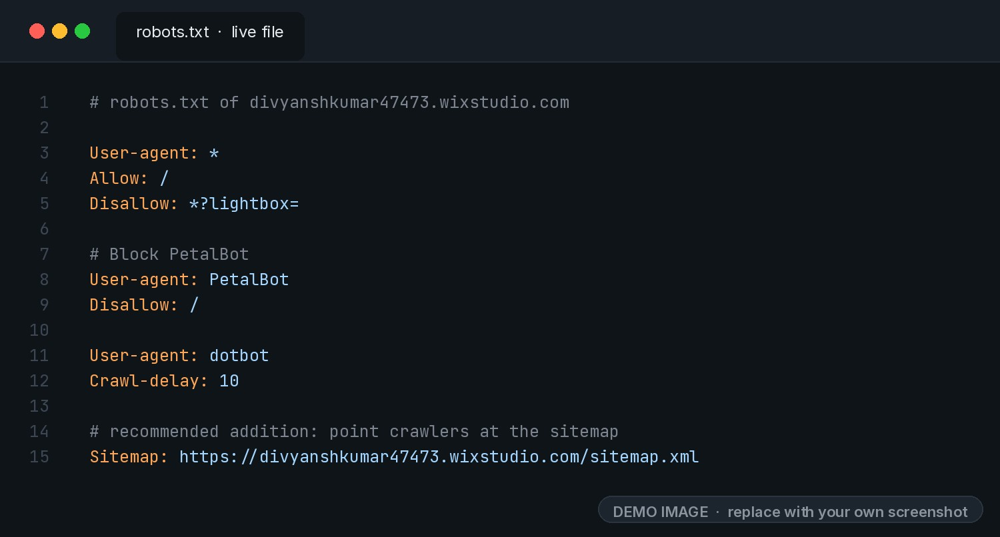 robots.txt · live file
1 # robots.txt of divyanshkumar47473.wixstudio.com
2
3 User-agent: *
4 Allow: /
5 Disallow: *?lightbox=
6
7 # Block PetalBot
8 User-agent: PetalBot
9 Disallow: /
10
11 User-agent: dotbot
12 Crawl-delay: 10
13
14 # recommended addition: point crawlers at the sitemap
15 Sitemap: https://divyanshkumar47473.wixstudio.com/sitemap.xml
DEMO IMAGE · replace with your own screenshot